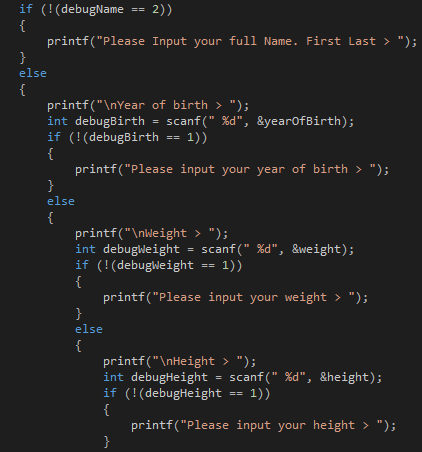 if (!(debugName == 2))
{
printf("Please Input your full Name. First Last > ");
}
else
{
printf("\nYear of birth > ");
int debugBirth = scanf(" %d", &yearOfBirth);
if (!(debugBirth == 1))
{
printf("Please input your year of birth > ");
}
else
{
printf("\nWeight > ");
int debugWeight = scanf(" %d", &weight);
if (!(debugWeight == 1))
{
printf("Please input your weight > ");
}
else
{
printf("\nHeight > ");
int debugHeight = scanf(" %d", &height);
if (!(debugHeight == 1))
{
printf("Please input your height > ");
}